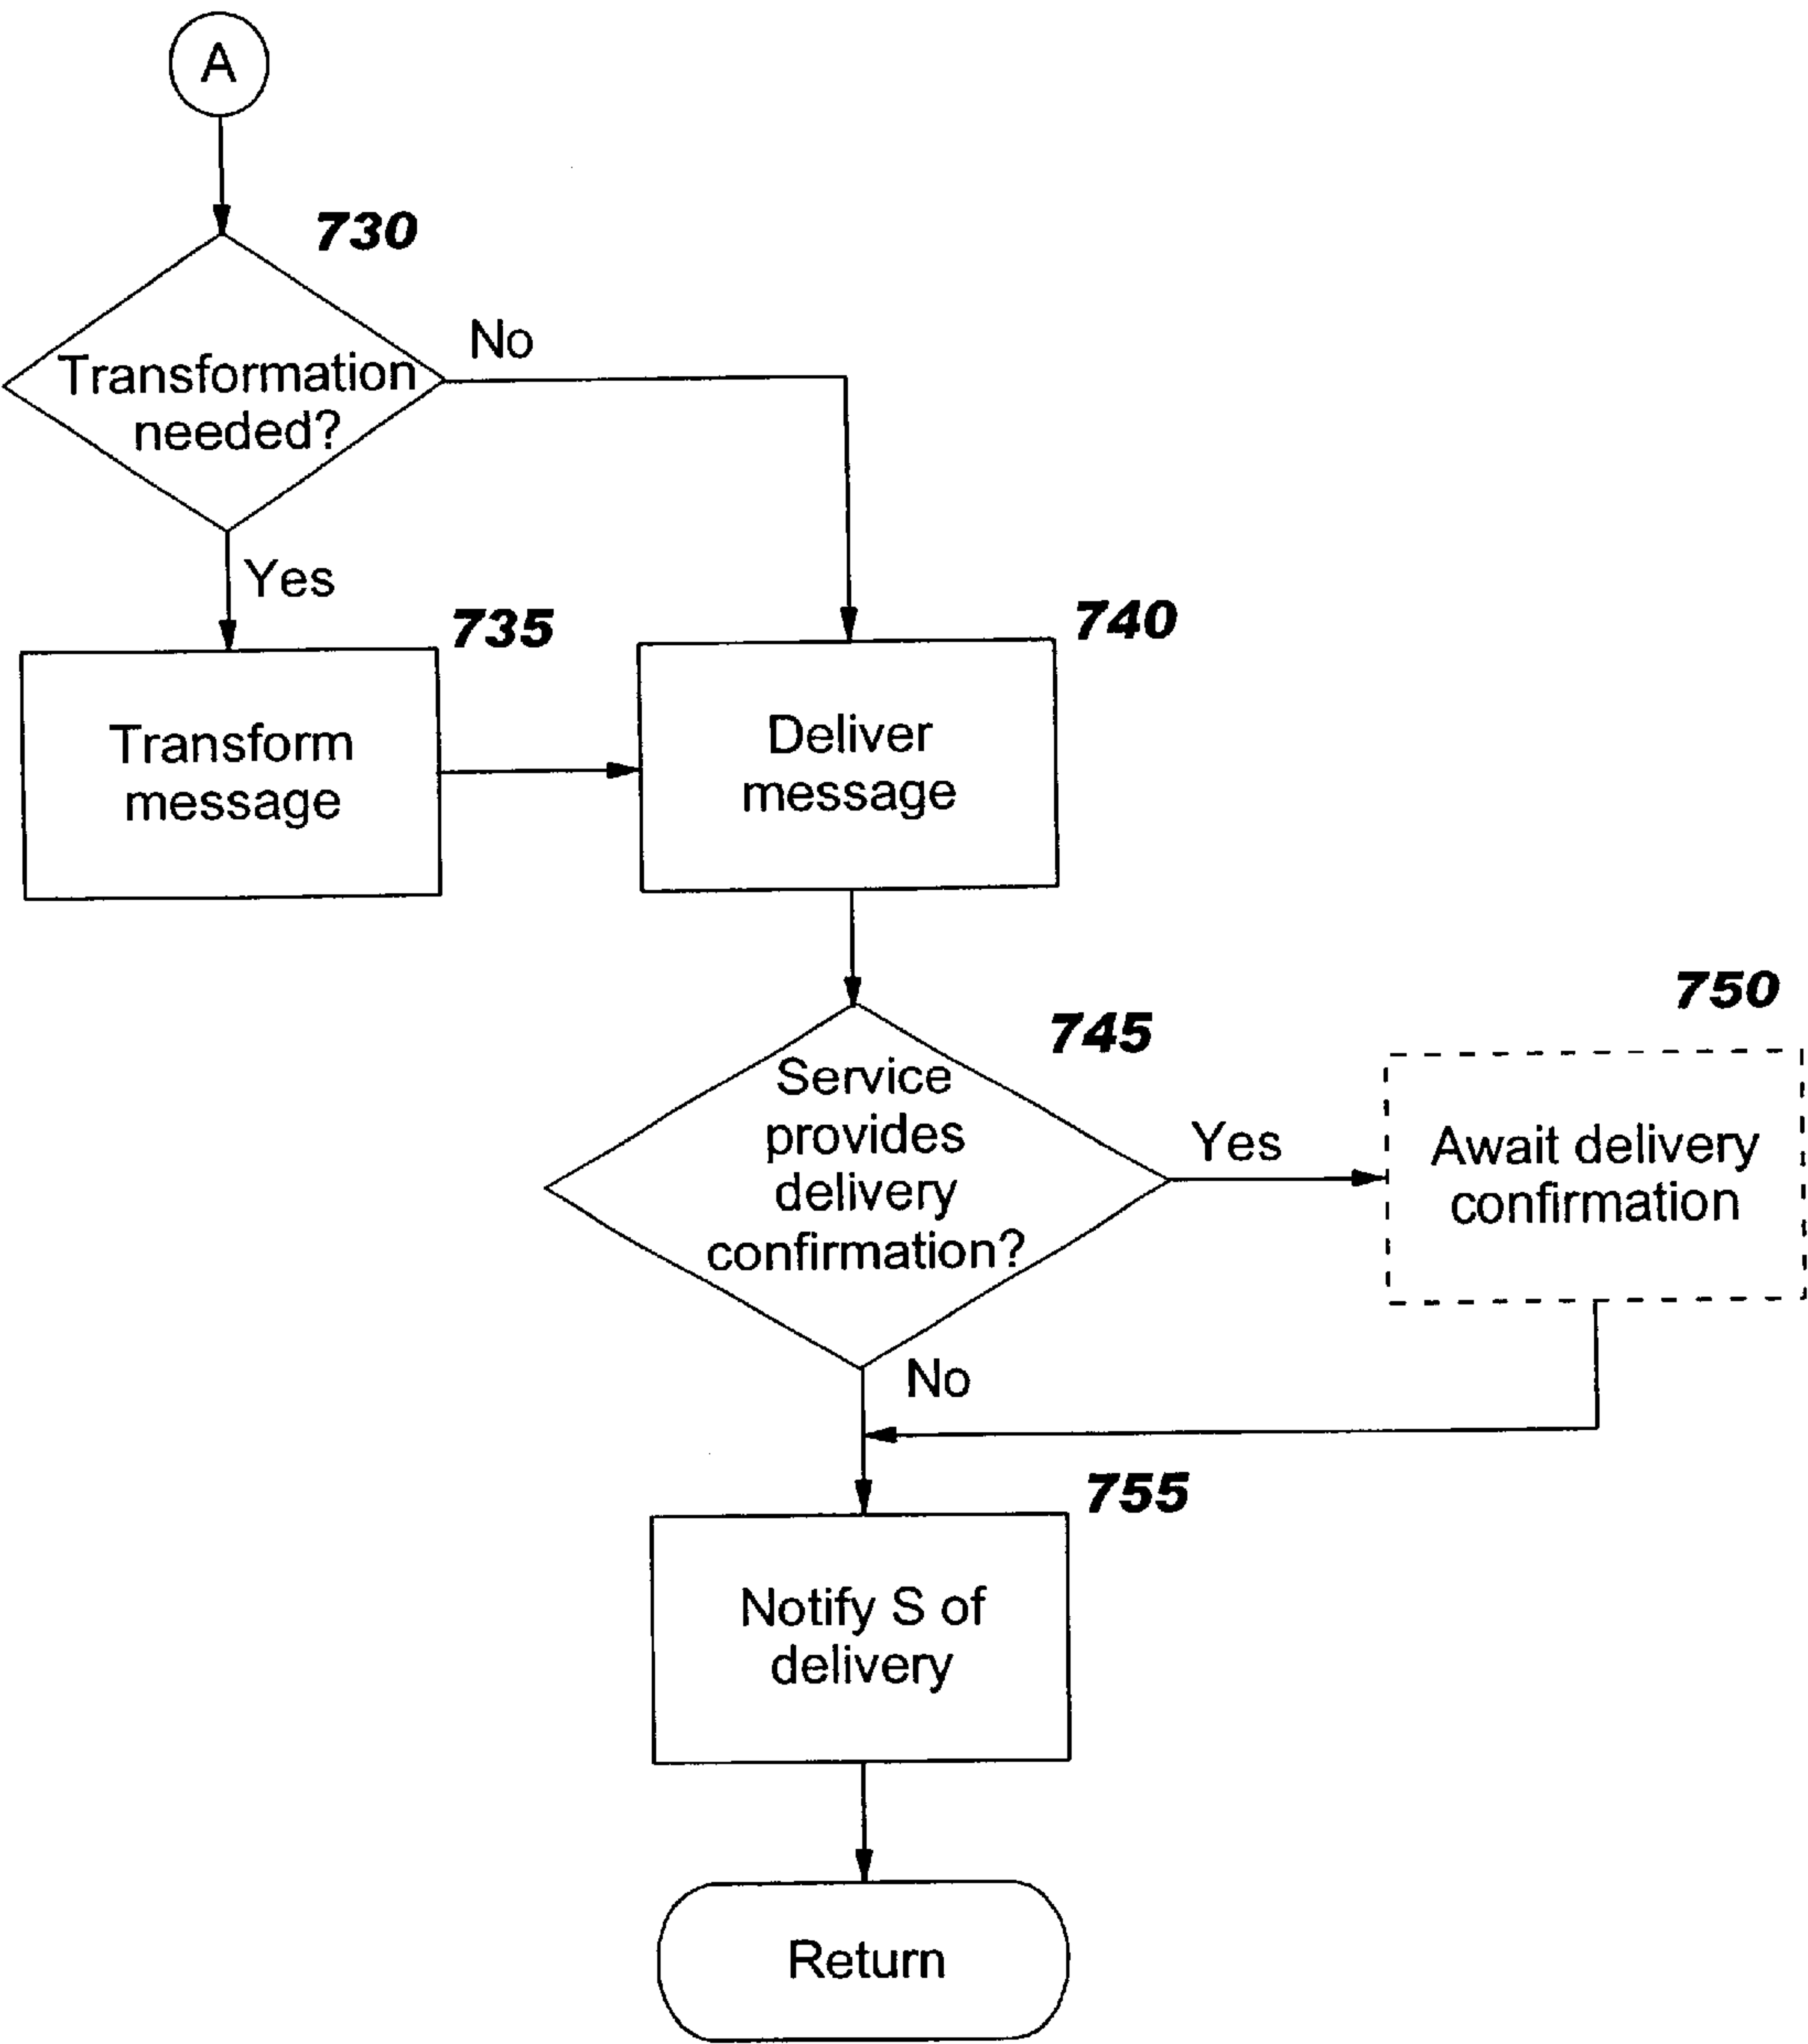 A
730
Transformation
needed?
No
Yes
735
Transform
message
740
Deliver
message
745
Service
provides
delivery
confirmation?
Yes
750
Await delivery
confirmation
No
755
Notify S of
delivery
Return